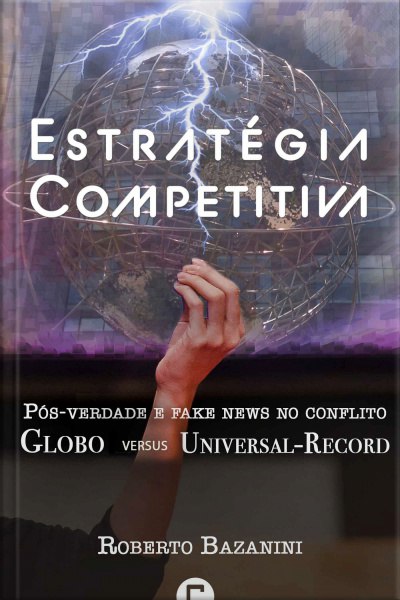 ESTRATÉGIA
COMPETITIVA
PÓS-VERDADE E FAKE NEWS NO CONFLITO
GLOBO VERSUS UNIVERSAL-RECORD
ROBERTO BAZANINI